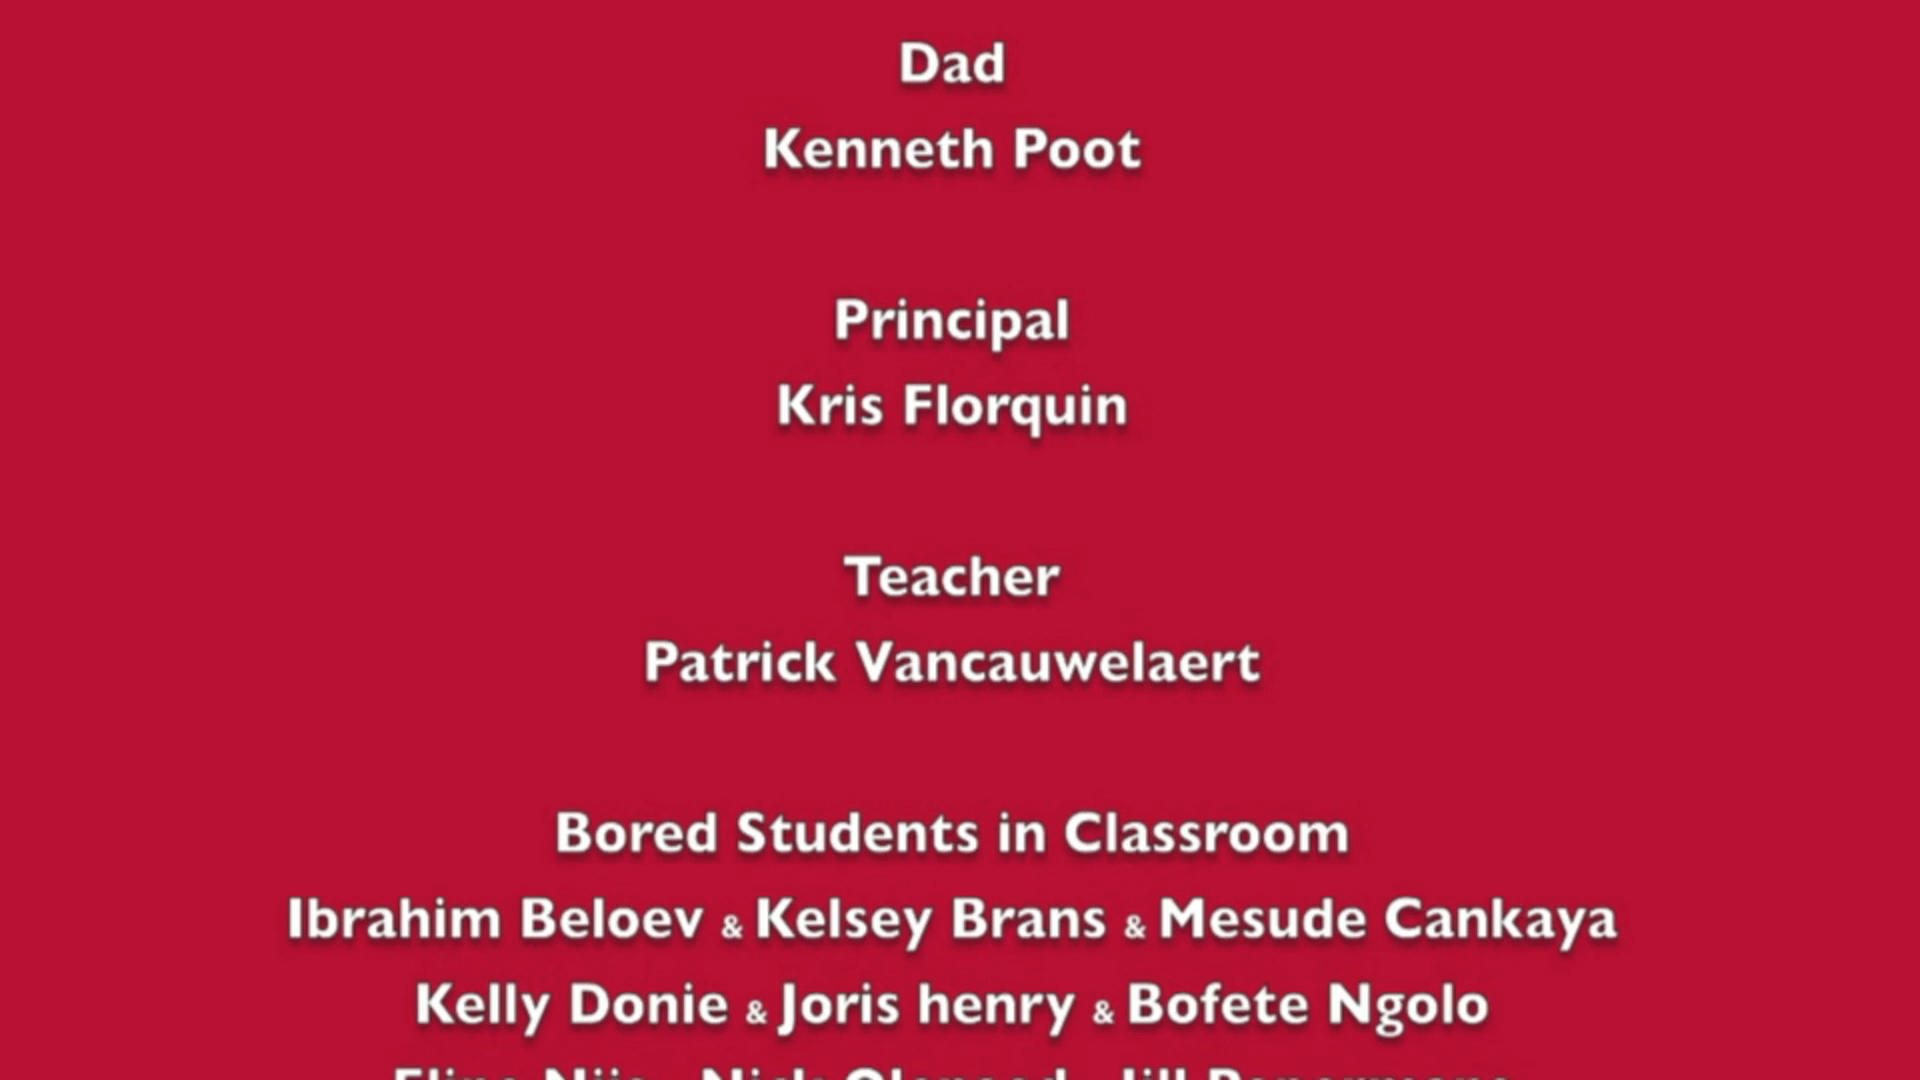 Dad
Kenneth Poot
Principal
Kris Florquin
Teacher
Patrick Vancauwelaert
Bored Students in Classroom
Ibrahim Beloev & Kelsey Brans & Mesude Cankaya
Kelly Donie & Joris henry & Bofete Ngolo